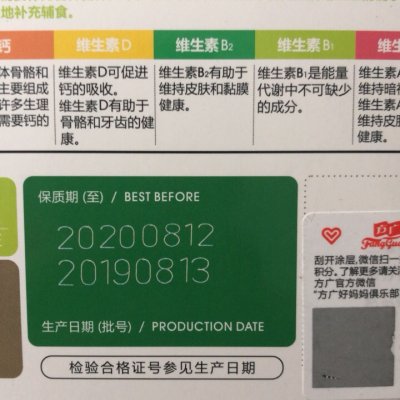 地补充辅食。
钙
体骨骼和
主要组成
许多生理
需要钙的
维生素D
维生素D可促进
钙的吸收。
维生素D有助于
骨骼和牙齿的健
康。
维生素B2
维生素B2有助于
维持皮肤和黏膜
健康。
维生素B1
维生素B1是能量
代谢中不可缺少
的成分。
维生素A
维持暗视
维生素A
持皮肤
健康。
保质期 (至) / BEST BEFORE
20200812
20190813
生产日期 (批号) / PRODUCTION DATE
检验合格证号参见生产日期
方广
FangGuang
刮开涂层,微信扫一
积分。了解更多请关注
方广官方微信
"方广好妈妈俱乐部